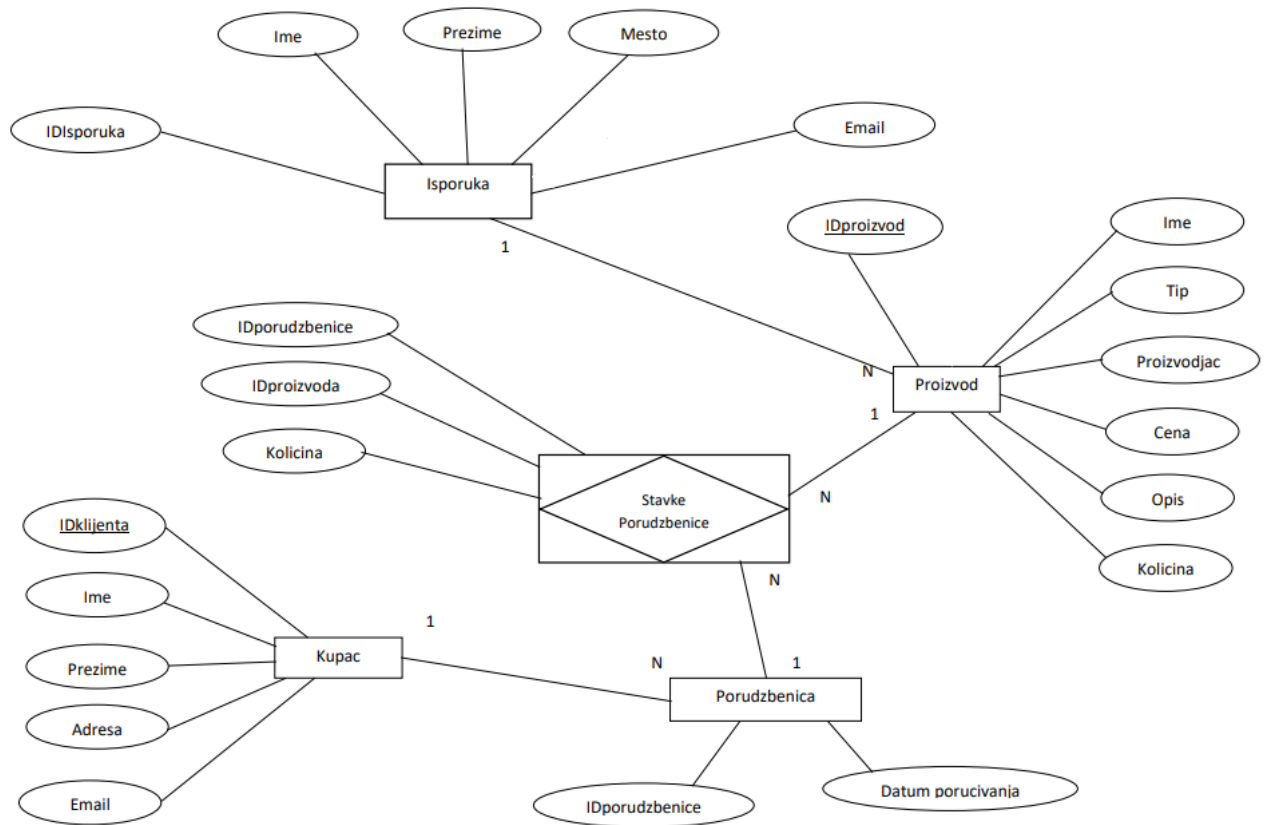 Ime
Prezime
Mesto
IDIsporuka
Email
Isporuka
1
IDproizvod
Ime
Tip
Proizvodjac
Cena
Opis
Kolicina
N
Proizvod
1
IDporudzbenice
IDproizvoda
Kolicina
Stavke
Porudzbenice
N
N
IDklijenta
Ime
Prezime
Adresa
Email
Kupac
1
N
1
Porudzbenica
IDporudzbenice
Datum porucivanja